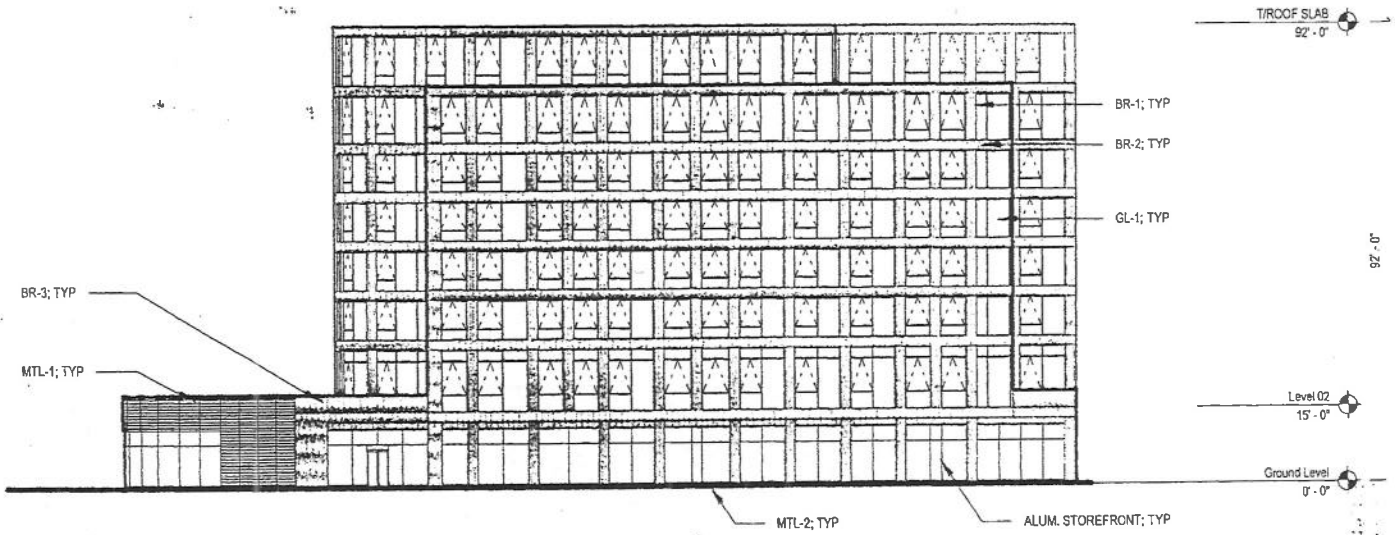 T/ROOF SLAB
92' - 0"
BR-1; TYP
BR-2; TYP
GL-1; TYP
92' - 0"
BR-3; TYP
MTL-1; TYP
Level 02
15' - 0"
Ground Level
0' - 0"
MTL-2; TYP
ALUM. STOREFRONT; TYP